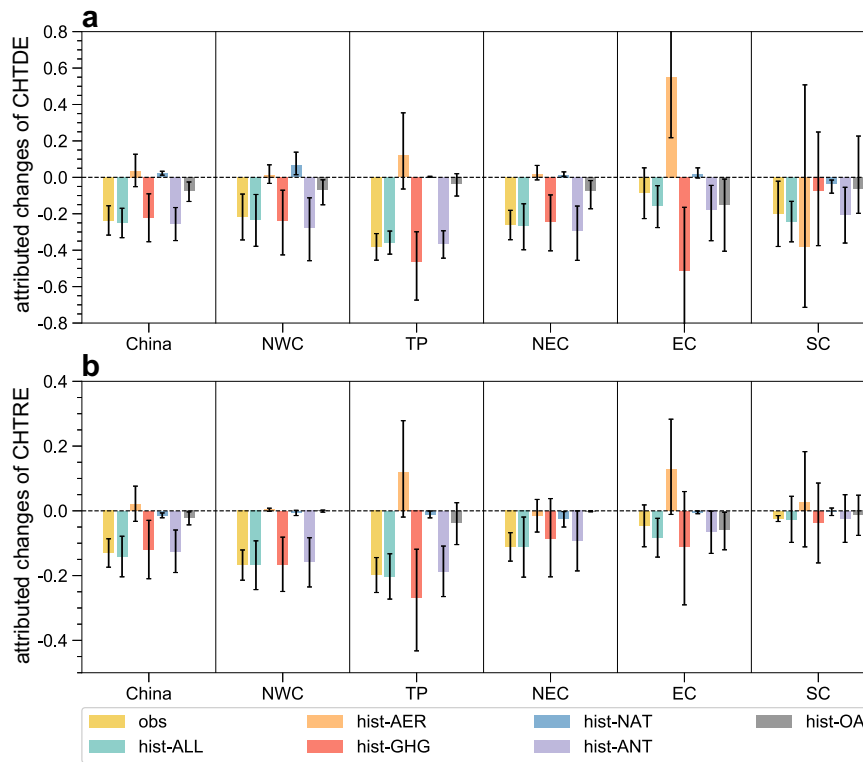 a
attributed changes of CHTDE
0.8
0.6
0.4
0.2
0.0
-0.2
-0.4
-0.6
-0.8
China NWC TP NEC EC SC
b
attributed changes of CHTRE
0.4
0.2
0.0
-0.2
-0.4
China NWC TP NEC EC SC
obs hist-AER hist-NAT hist-OA
hist-ALL hist-GHG hist-ANT